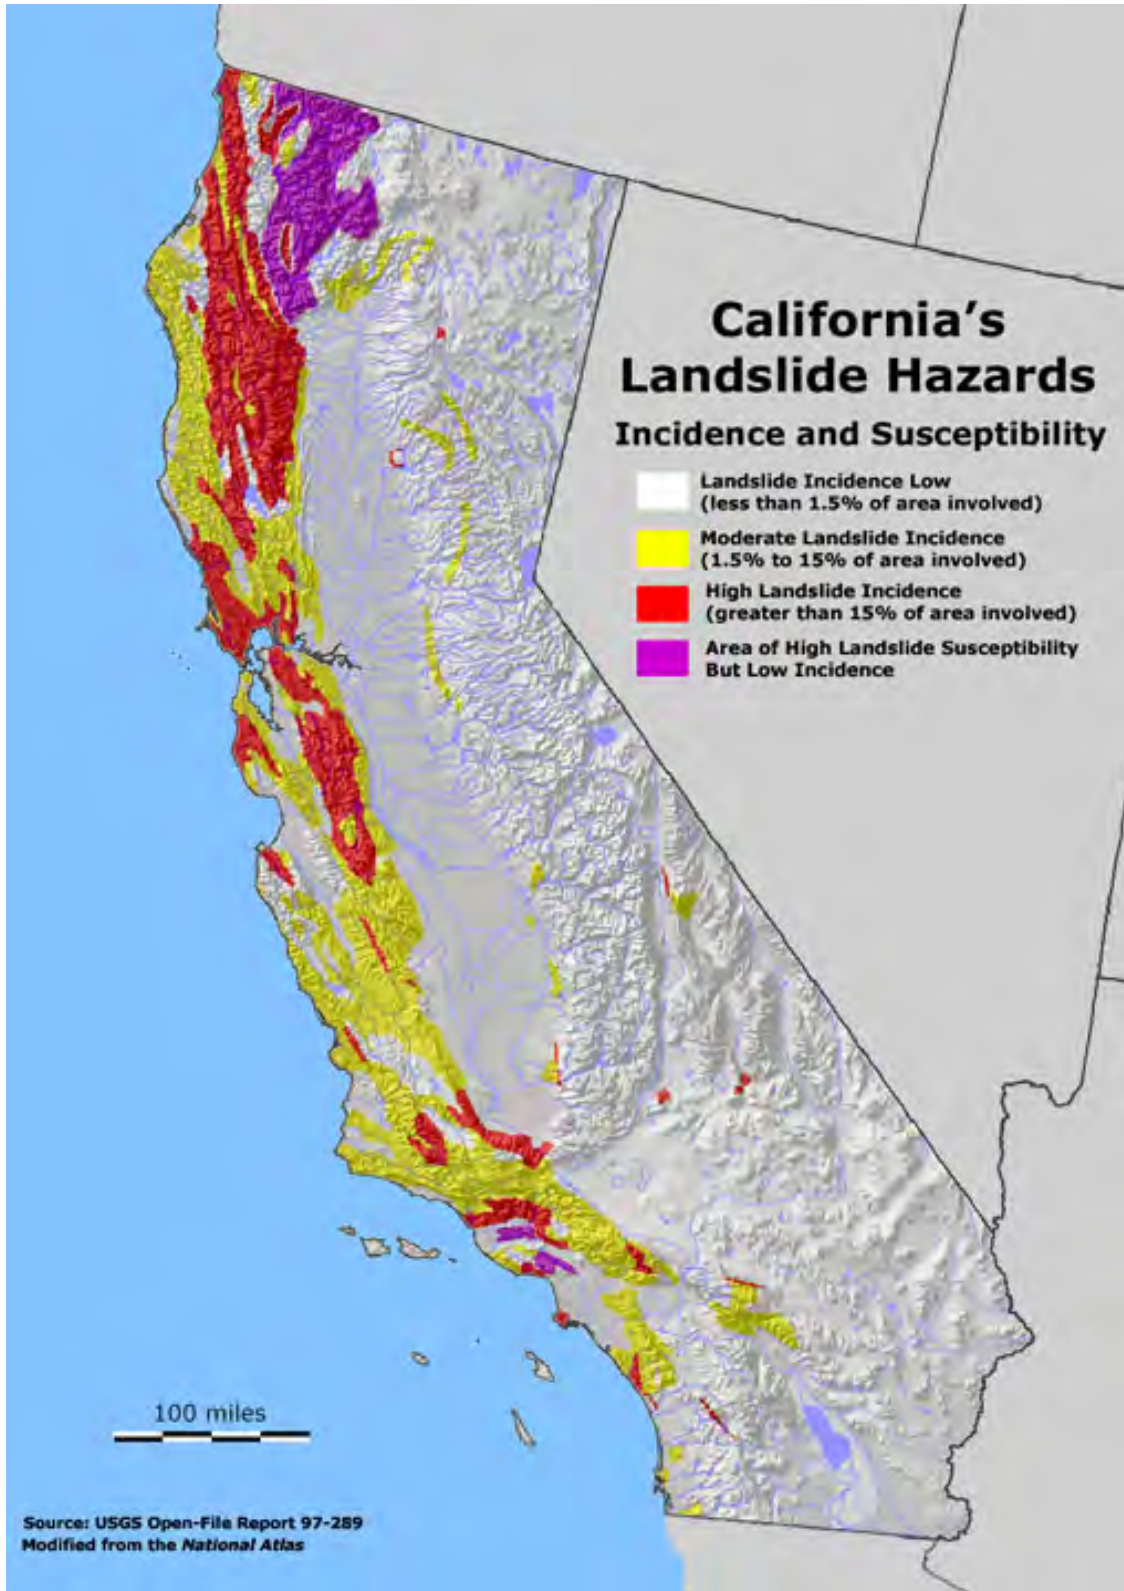 California's
Landslide Hazards
Incidence and Susceptibility
Landslide Incidence Low
(less than 1.5% of area involved)
Moderate Landslide Incidence
(1.5% to 15% of area involved)
High Landslide Incidence
(greater than 15% of area involved)
Area of High Landslide Susceptibility
But Low Incidence
100 miles
Source: USGS Open-File Report 97-289
Modified from the National Atlas